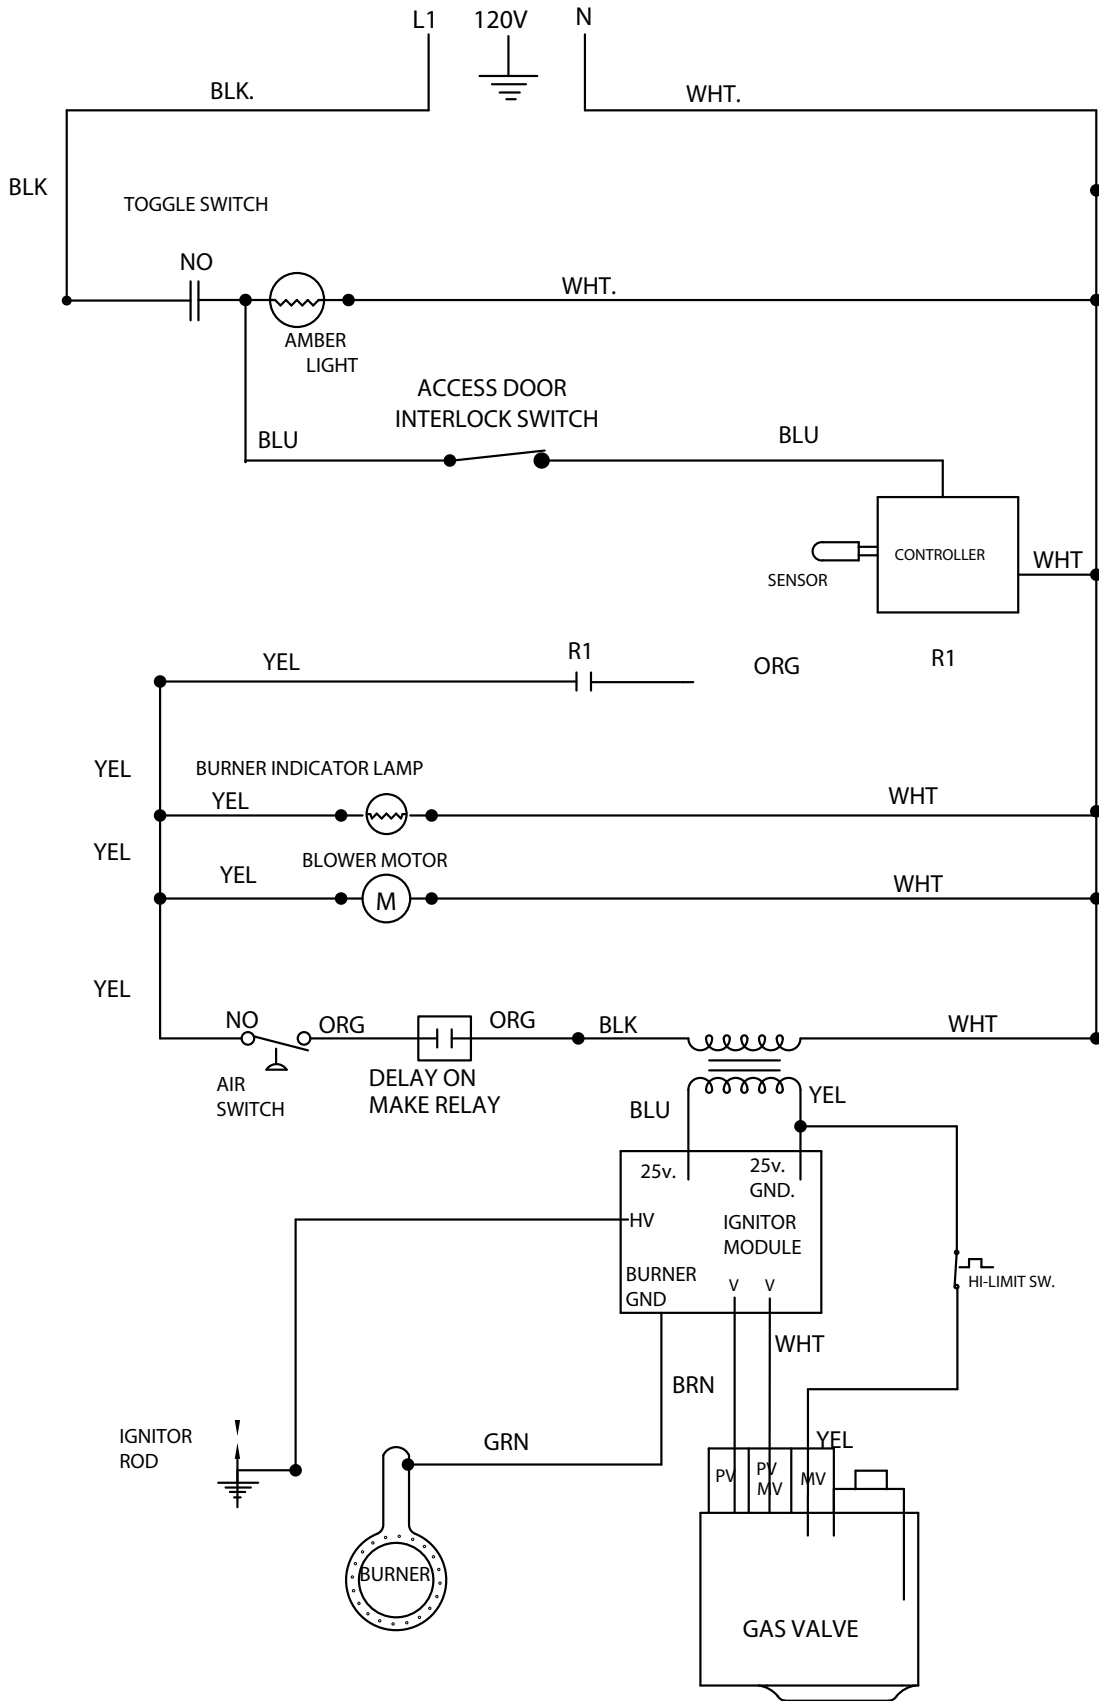 L1 120V N
BLK. WHT.
BLK
TOGGLE SWITCH
NO
WHT.
AMBER
LIGHT
ACCESS DOOR
INTERLOCK SWITCH
BLU
BLU
CONTROLLER
WHT
SENSOR
YEL
R1
ORG
R1
YEL
BURNER INDICATOR LAMP
YEL
WHT
YEL
BLOWER MOTOR
YEL
M
WHT
YEL
NO
ORG
ORG
BLK
WHT
AIR
SWITCH
DELAY ON
MAKE RELAY
BLU
YEL
25v.
25v.
GND.
HV
IGNITOR
MODULE
BURNER
GND
V V
HI-LIMIT SW.
WHT
BRN
IGNITOR
ROD
GRN
YEL
PV
PV
MV
MV
BURNER
GAS VALVE